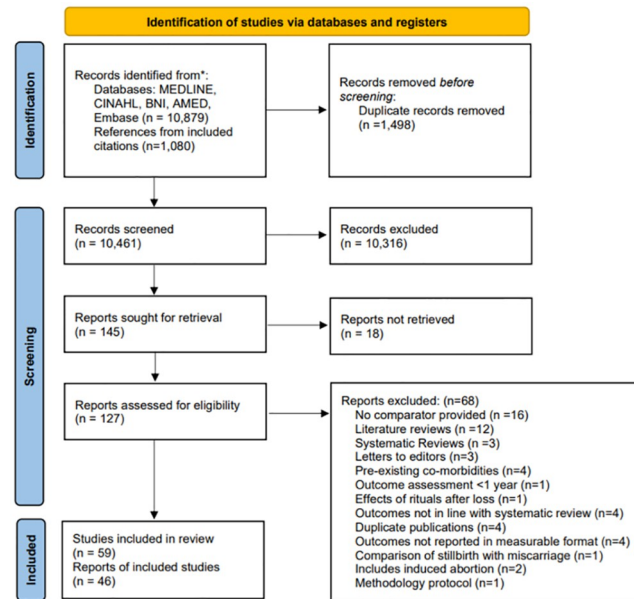 Identification of studies via databases and registers
Identification
Records identified from*:
Databases: MEDLINE,
CINAHL, BNI, AMED,
Embase (n = 10,879)
References from included
citations (n=1,080)
Records removed before
screening:
Duplicate records removed
(n =1,498)
Screening
Records screened
(n = 10,461)
Records excluded
(n = 10,316)
Reports sought for retrieval
(n = 145)
Reports not retrieved
(n = 18)
Reports assessed for eligibility
(n = 127)
Reports excluded: (n=68)
No comparator provided (n =16)
Literature reviews (n =12)
Systematic Reviews (n =3)
Letters to editors(n=3)
Pre-existing co-morbidities(n=4)
Outcome assessment <1 year(n=1)
Effects of rituals after loss(n=1)
Outcomes not in line with systematic review (n=4)
Duplicate publications(n=4)
Outcomes not reported in measurable format(n=4)
Comparison of stillbirth with miscarriage(n=1)
Includes induced abortion(n=2)
Methodology protocol(n=1)
Included
Studies included in review
(n = 59)
Reports of included studies
(n = 46)